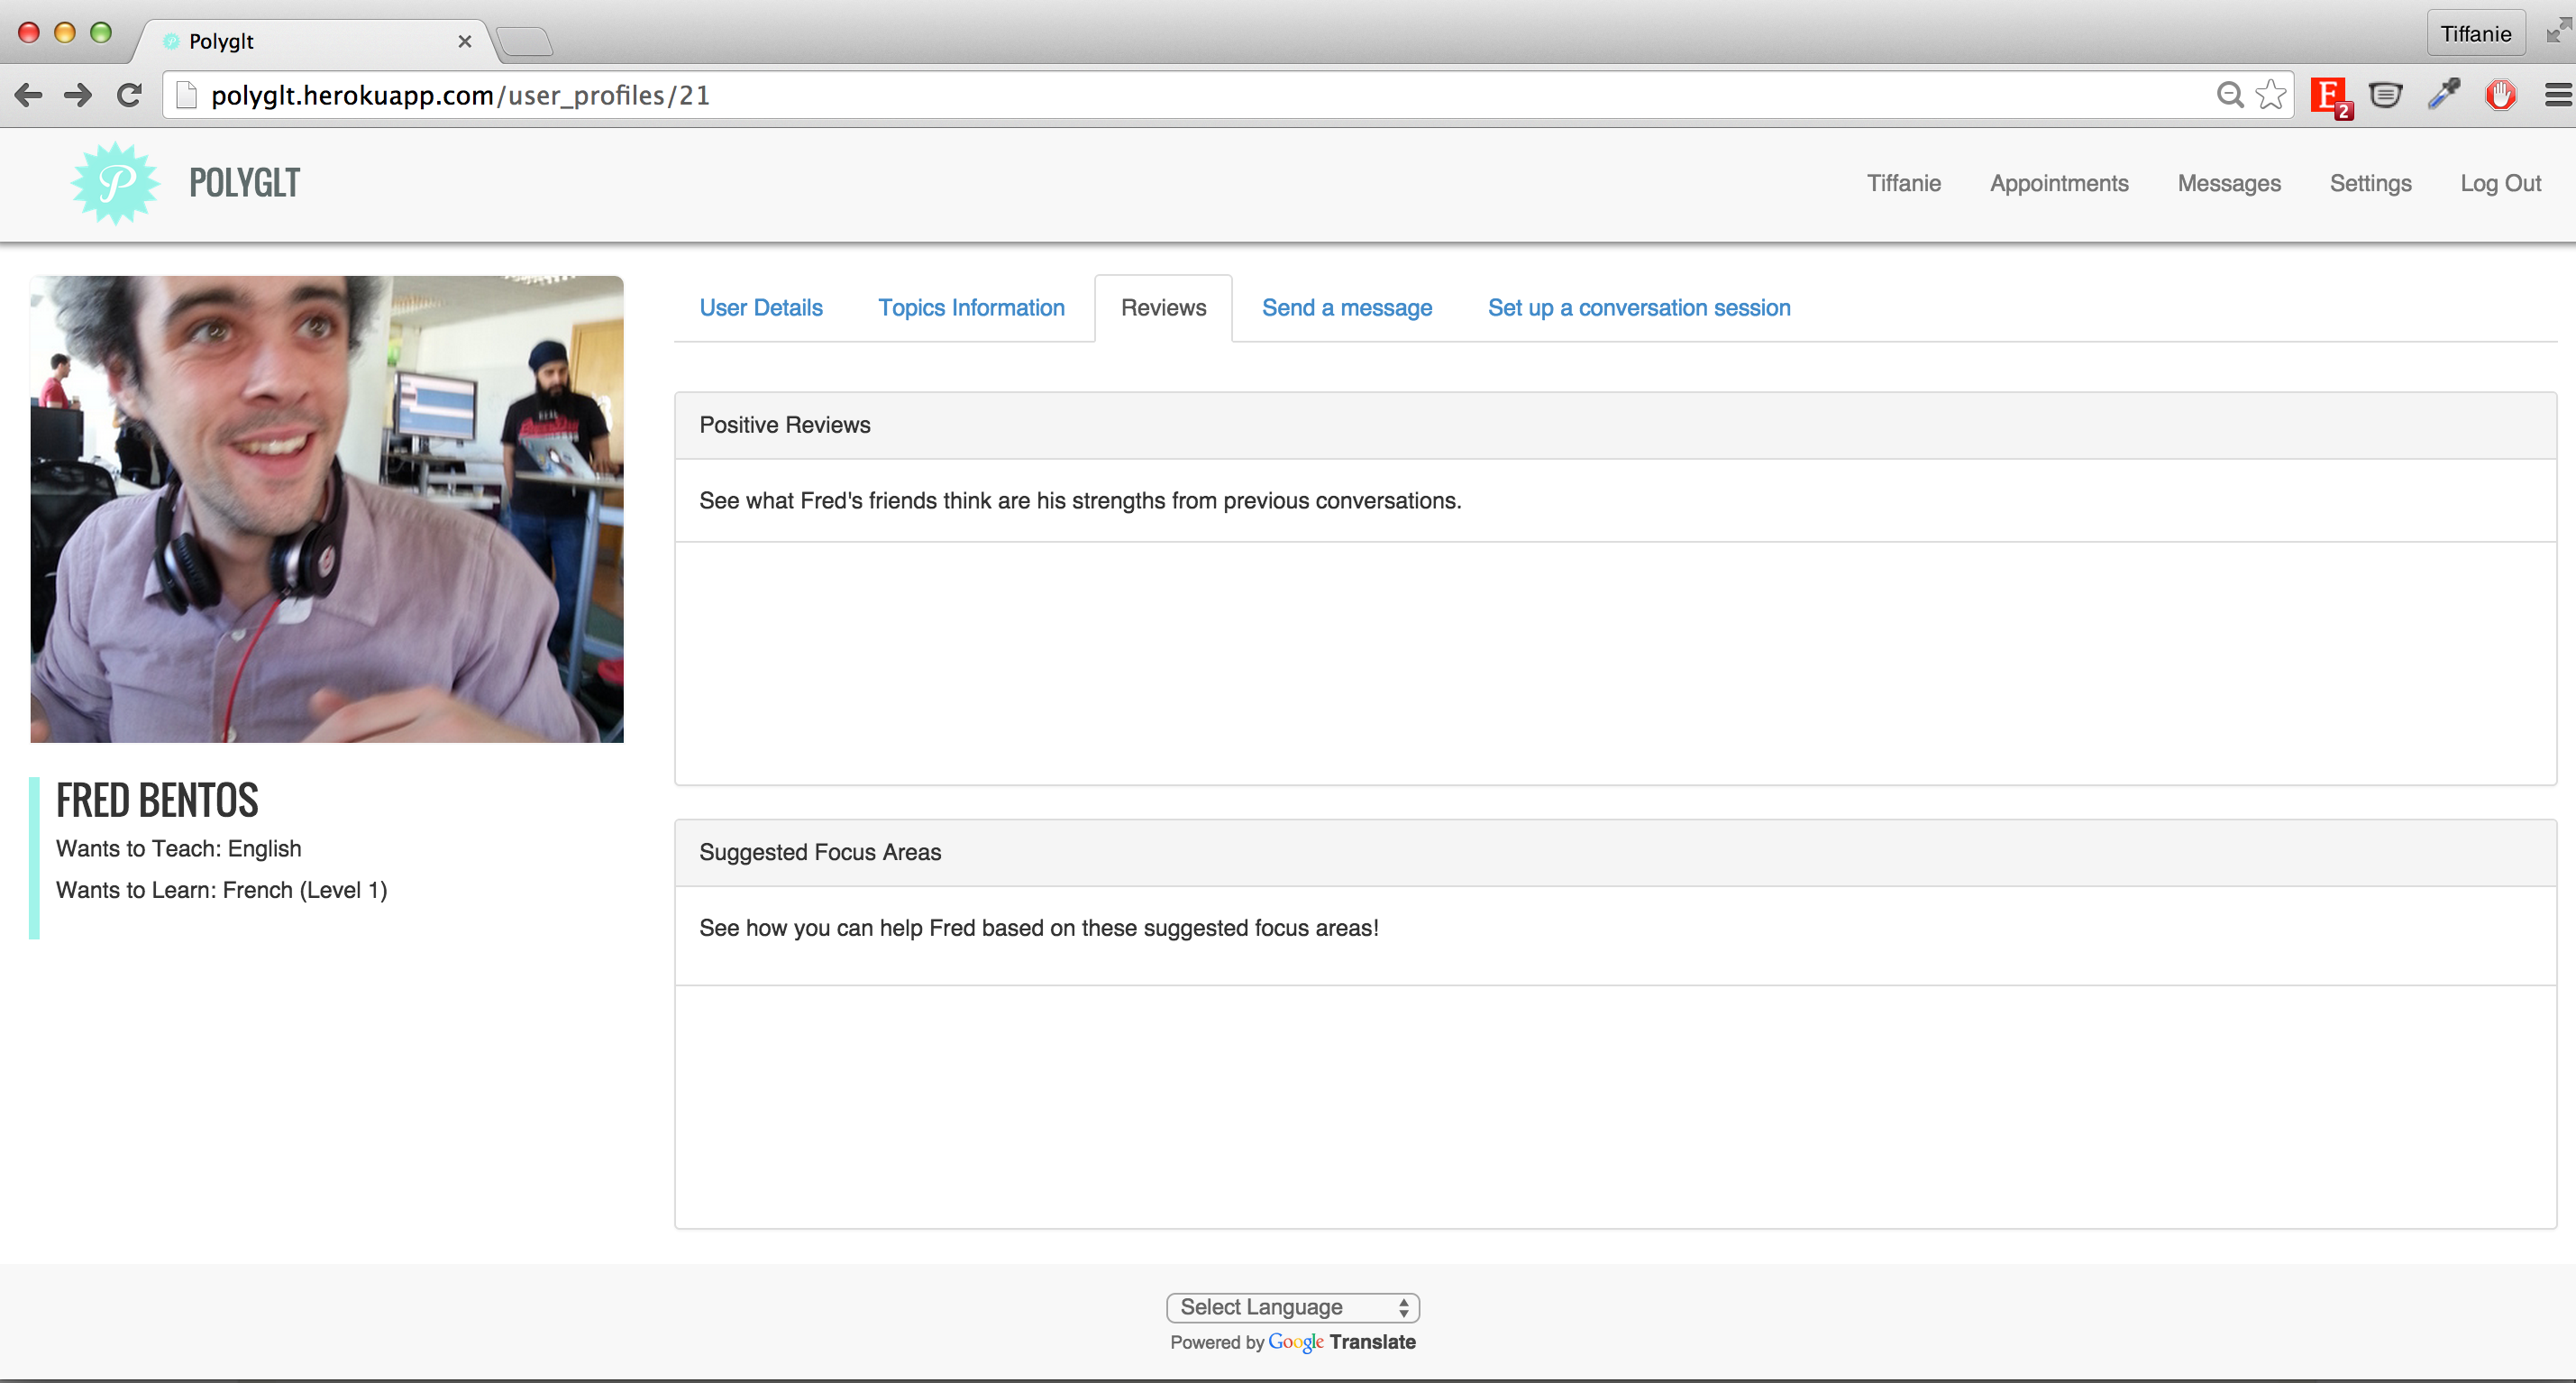 Polyglt
Tiffanie
polyglt.herokuapp.com/user_profiles/21
2
P
POLYGLT
Tiffanie
Appointments
Messages
Settings
Log Out
User Details
Topics Information
Reviews
Send a message
Set up a conversation session
Positive Reviews
See what Fred's friends think are his strengths from previous conversations.
FRED BENTOS
Wants to Teach: English
Wants to Learn: French (Level 1)
Suggested Focus Areas
See how you can help Fred based on these suggested focus areas!
Select Language
Powered by Google Translate